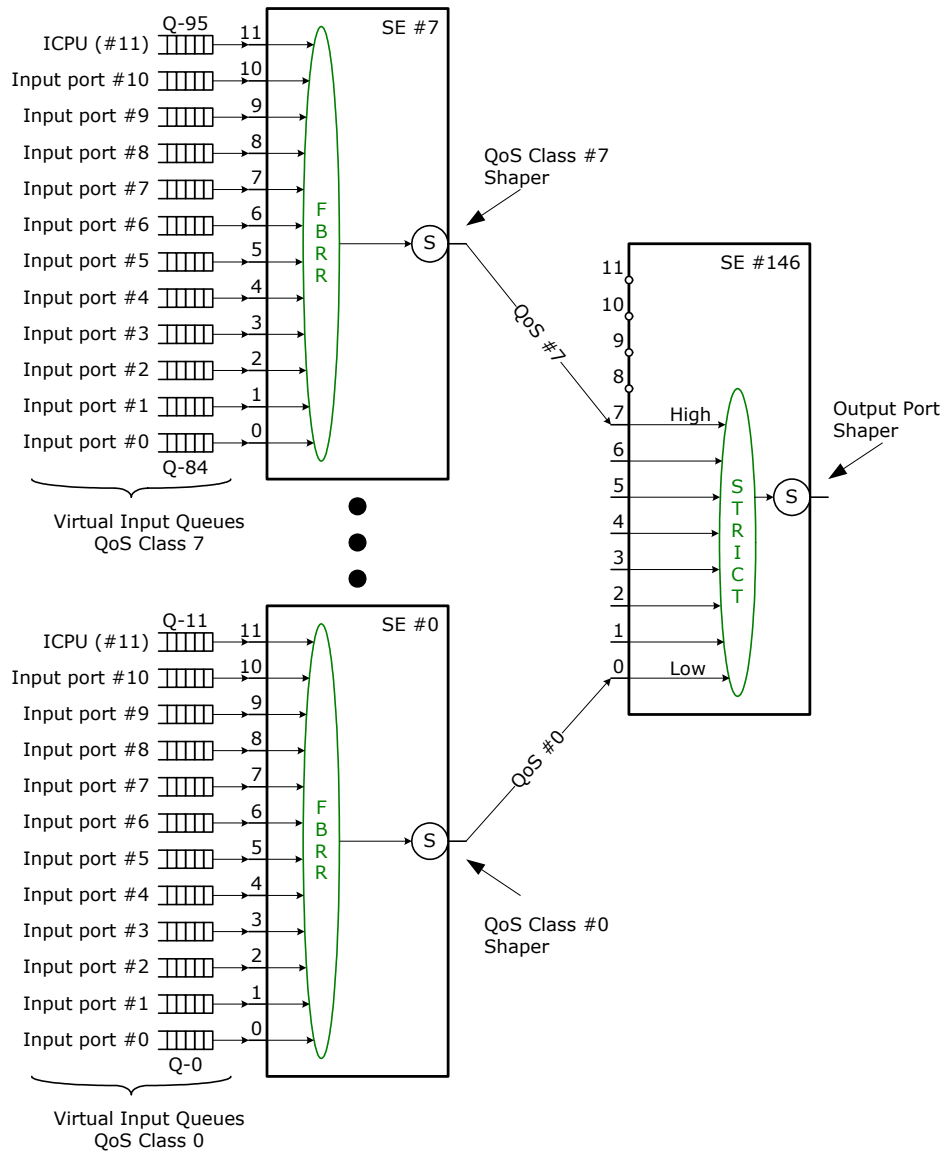 Q-95
SE #7
ICPU (#11) 11
Input port #10 10
Input port #9 9
Input port #8 8
Input port #7 7
Input port #6 6
Input port #5 5
Input port #4 4
Input port #3 3
Input port #2 2
Input port #1 1
Input port #0 0
Q-84
F
B
R
R
S
Virtual Input Queues
QoS Class 7
QoS Class #7
Shaper
QoS #7
SE #146
11
10
9
8
7 High
6
5
4
3
2
1
0 Low
S
T
R
I
C
T
S
Output Port
Shaper
Q-11
SE #0
ICPU (#11) 11
Input port #10 10
Input port #9 9
Input port #8 8
Input port #7 7
Input port #6 6
Input port #5 5
Input port #4 4
Input port #3 3
Input port #2 2
Input port #1 1
Input port #0 0
Q-0
F
B
R
R
S
QoS #0
QoS Class #0
Shaper
Virtual Input Queues
QoS Class 0